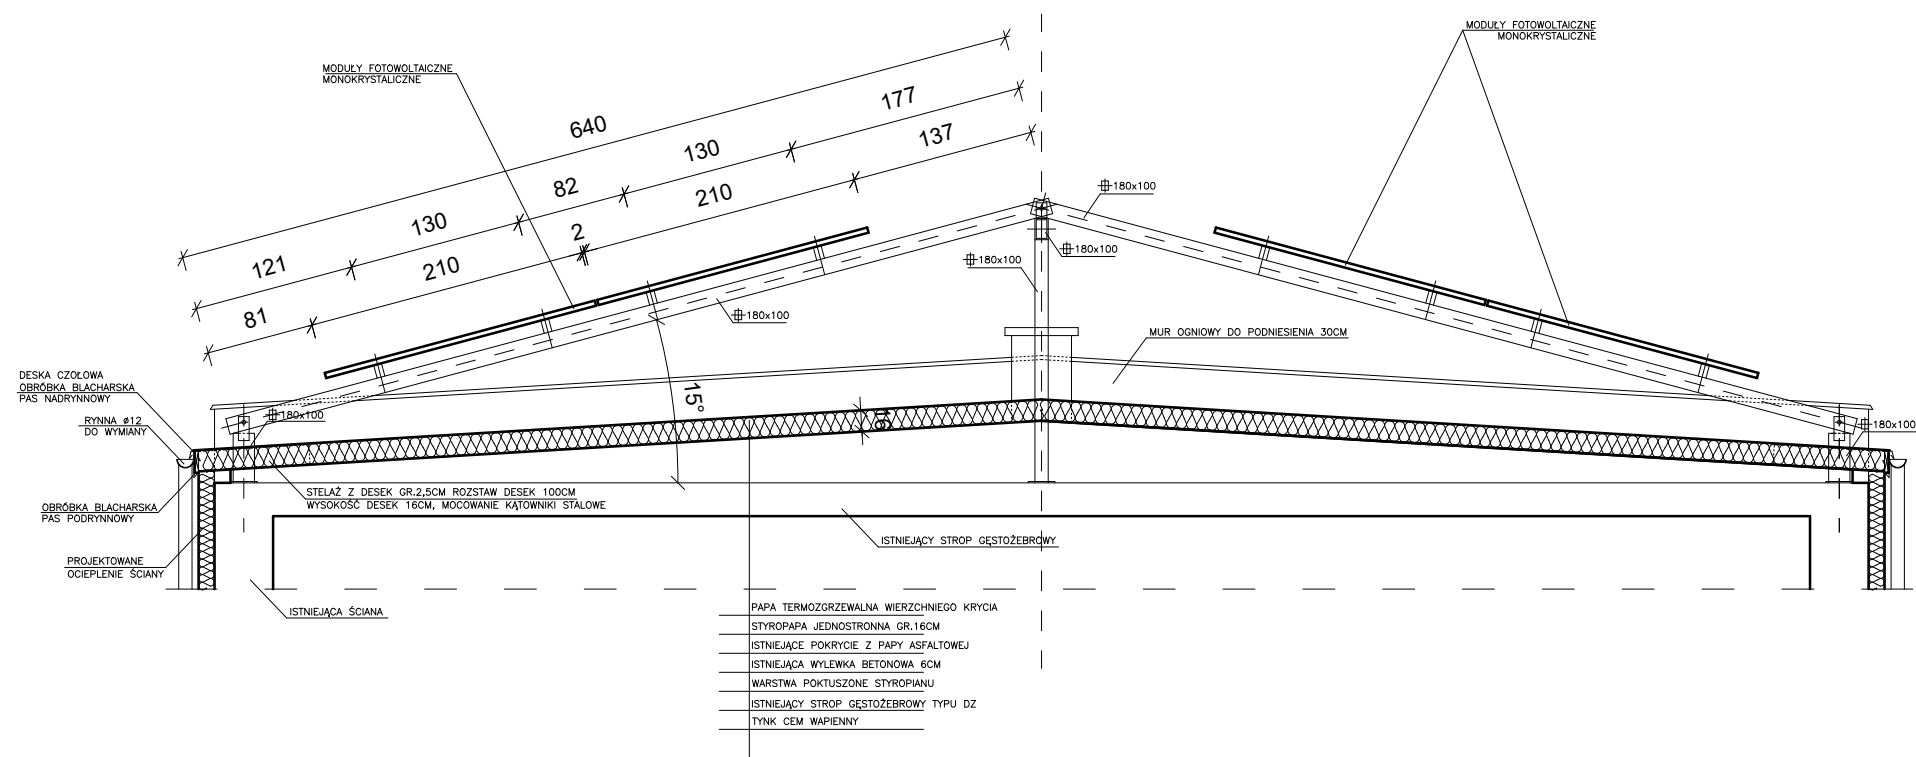 MODUŁY FOTOWOLTAICZNE
MONOKRYSTALICZNE
MODUŁY FOTOWOLTAICZNE
MONOKRYSTALICZNE
640
177
130
82
130
121
137
210
2
210
81
180x100
180x100
180x100
180x100
MUR OGNIOWY DO PODNIESIENIA 30CM
15°
16
DESKA CZOŁOWA
OBRÓBKA BLACHARSKA
PAS NADRYNNOWY
RYNNA ø12
DO WYMIANY
180x100
180x100
OBRÓBKA BLACHARSKA
PAS PODRYNNOWY
STELAŻ Z DESEK GR.2,5CM ROZSTAW DESEK 100CM
WYSOKOŚĆ DESEK 16CM, MOCOWANIE KĄTOWNIKI STALOWE
ISTNIEJĄCY STROP GĘSTOŻEBROWY
PROJEKTOWANE
OCIEPLENIE ŚCIANY
ISTNIEJĄCA ŚCIANA
PAPA TERMOZGRZEWALNA WIERZCHNIEGO KRYCIA
STYROPAPA JEDNOSTRONNA GR.16CM
ISTNIEJĄCE POKRYCIE Z PAPY ASFALTOWEJ
ISTNIEJĄCA WYLEWKA BETONOWA 6CM
WARSTWA POKTUSZONE STYROPIANU
ISTNIEJĄCY STROP GĘSTOŻEBROWY TYPU DZ
TYNK CEM WAPIENNY